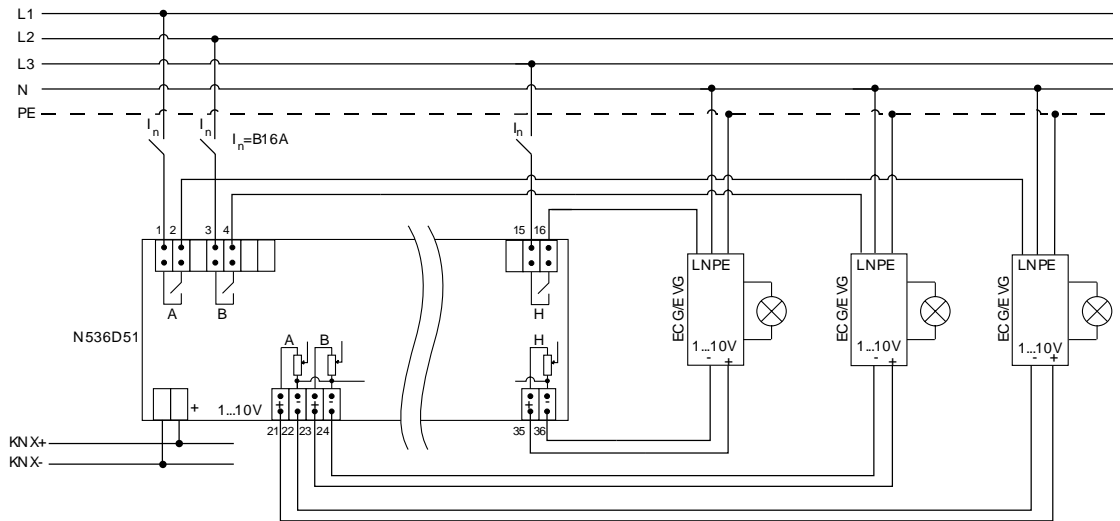 L1
L2
L3
N
PE
In In In=B16A In
1 2 3 4 15 16
A B H
LNPE LNPE LNPE
ECG/EVG ECG/EVG ECG/EVG
N536D51
A B H
1...10V 1...10V 1...10V
- + - + - +
+ 1...10V + - + - + -
21 22 23 24 35 36
KNX+
KNX-